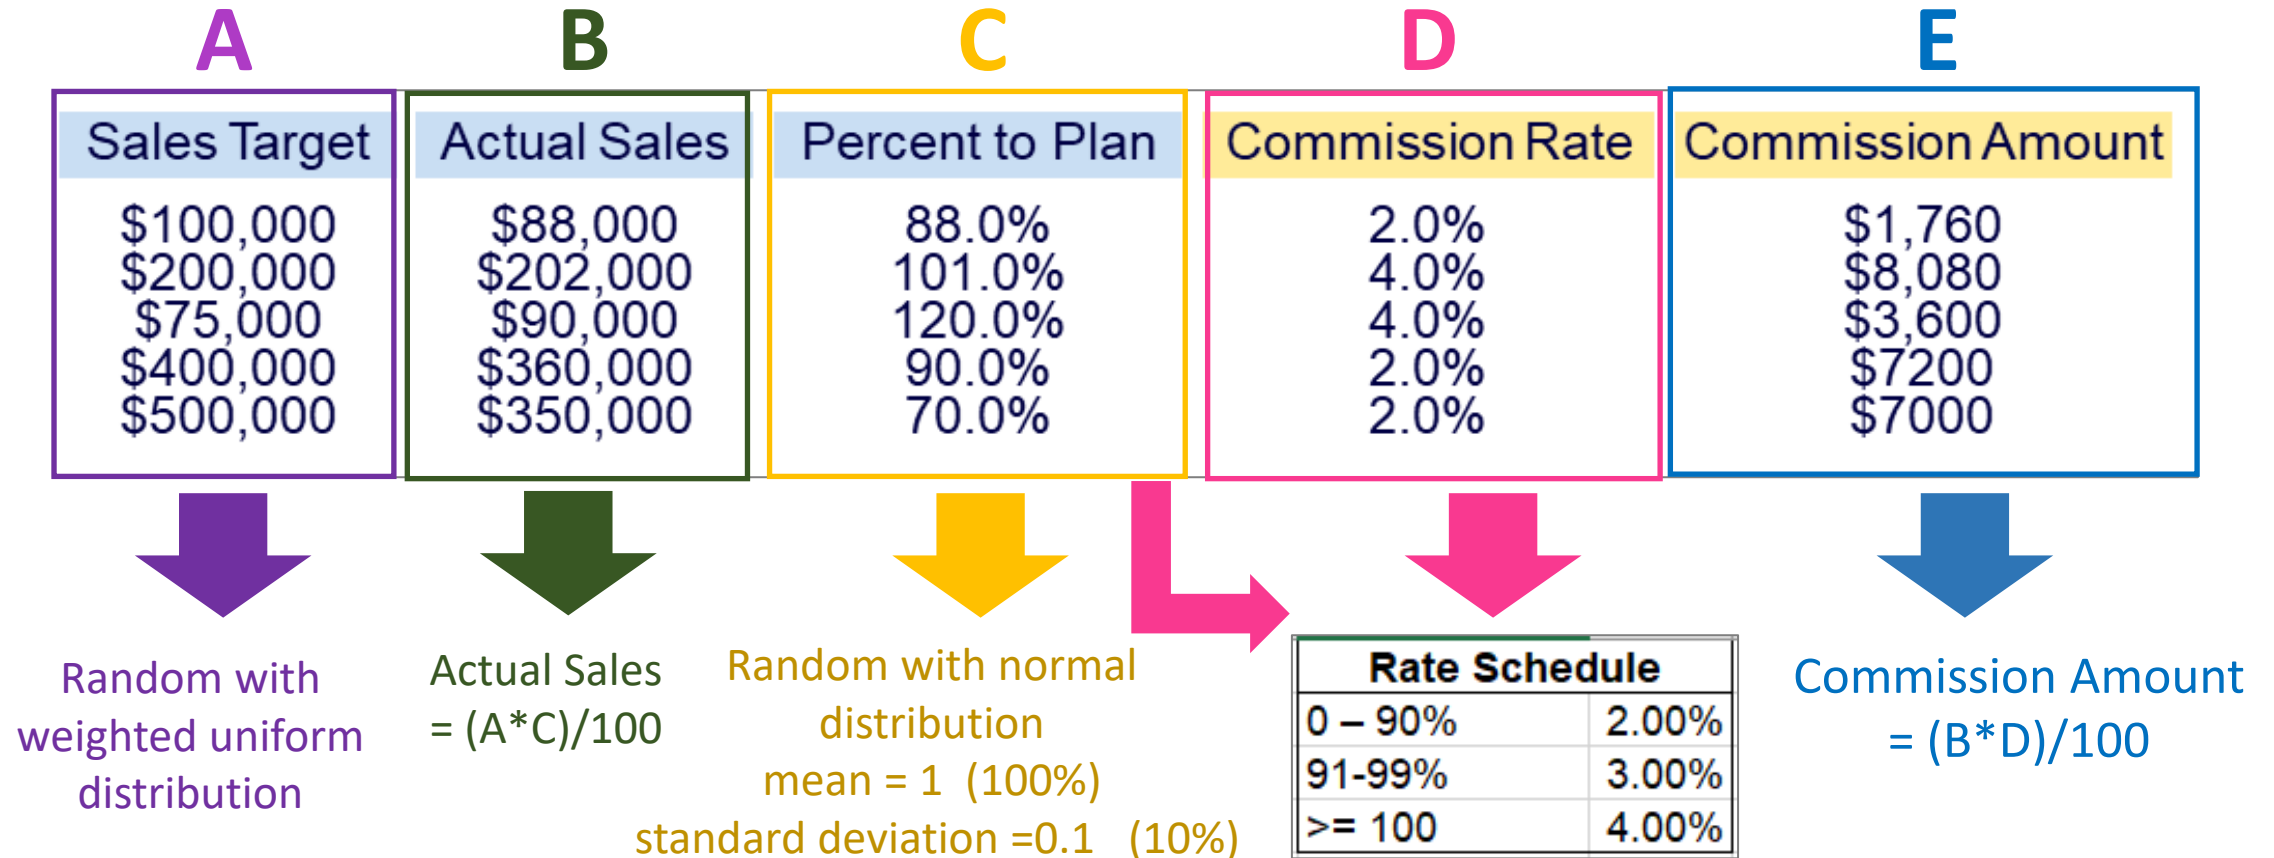 A B C D E
Sales Target Actual Sales Percent to Plan Commission Rate Commission Amount
$100,000 $88,000 88.0% 2.0% $1,760
$200,000 $202,000 101.0% 4.0% $8,080
$75,000 $90,000 120.0% 4.0% $3,600
$400,000 $360,000 90.0% 2.0% $7200
$500,000 $350,000 70.0% 2.0% $7000
Random with
weighted uniform
distribution
Actual Sales
= (A*C)/100
Random with normal
distribution
mean = 1 (100%)
standard deviation =0.1 (10%)
Rate Schedule
0 – 90% 2.00%
91-99% 3.00%
>= 100 4.00%
Commission Amount
= (B*D)/100